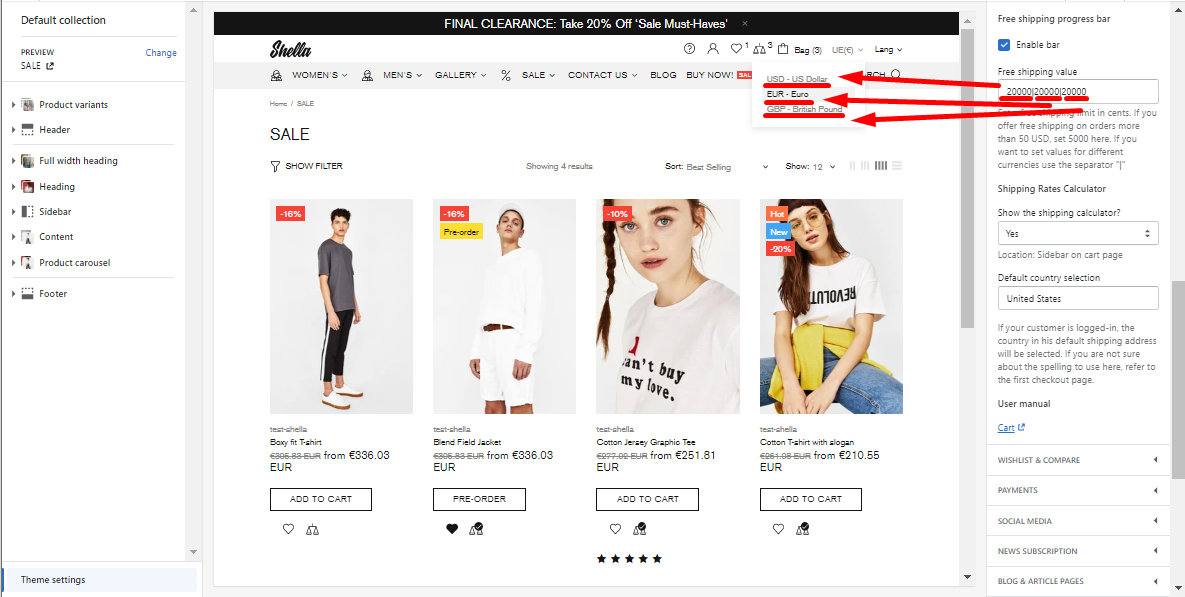 Default collection
PREVIEW
Change
SALE
Product variants
Header
Full width heading
Heading
Sidebar
Content
Product carousel
Footer
Theme settings
FINAL CLEARANCE: Take 20% Off 'Sale Must-Haves' ×
Shella
1 3 Bag (3) UE(€) Lang
WOMEN'S MEN'S GALLERY % SALE CONTACT US BLOG BUY NOW! SAL RCH
USD - US Dollar
EUR - Euro
GBP - British Pound
Home / SALE
SALE
SHOW FILTER Showing 4 results Sort: Best Selling Show: 12
-16%
-16%
Pre-order
-10%
Hot
New
-20%
REVOLUTI
can't buy
my love.
test-shella
Boxy fit T-shirt
€395.83 EUR from €336.03
EUR
ADD TO CART
test-shella
Blend Field Jacket
€395.83 EUR from €336.03
EUR
PRE-ORDER
test-shella
Cotton Jersey Graphic Tee
€277.02 EUR from €251.81
EUR
ADD TO CART
test-shella
Cotton T-shirt with slogan
€261.08 EUR from €210.55
EUR
ADD TO CART
Free shipping progress bar
Enable bar
Free shipping value
20000|20000|20000
shipping limit in cents. If you
offer free shipping on orders more
than 50 USD, set 5000 here. If you
want to set values for different
currencies use the separator "|"
Shipping Rates Calculator
Show the shipping calculator?
Yes
Location: Sidebar on cart page
Default country selection
United States
If your customer is logged-in, the
country in his default shipping address
will be selected. If you are not sure
about the spelling to use here, refer to
the first checkout page.
User manual
Cart
WISHLIST & COMPARE
PAYMENTS
SOCIAL MEDIA
NEWS SUBSCRIPTION
BLOG & ARTICLE PAGES